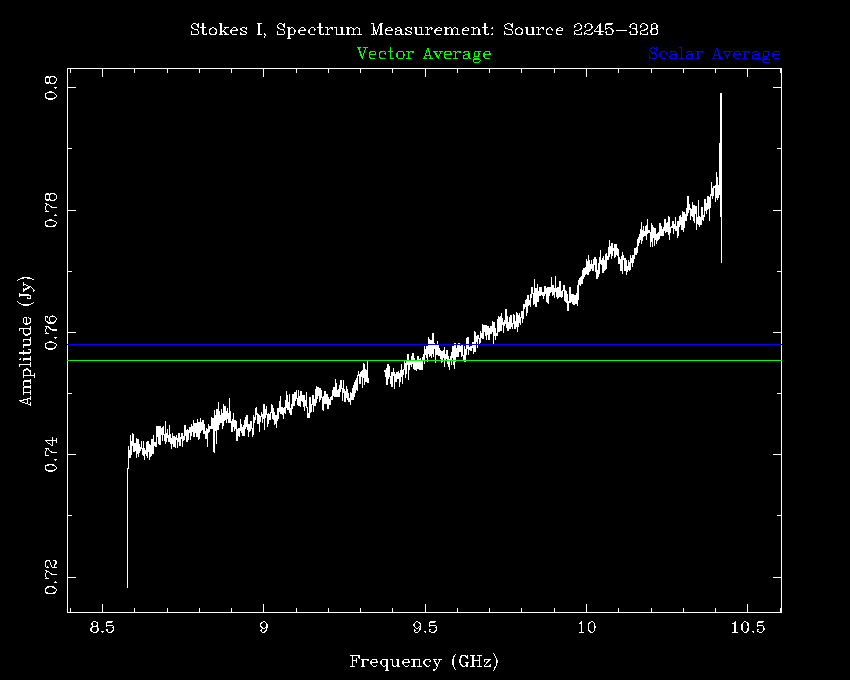 Stokes I, Spectrum Measurement: Source 2245−328
Vector Average
Scalar Average
0.8
0.78
0.76
0.74
0.72
Amplitude (Jy)
8.5
9
9.5
10
10.5
Frequency (GHz)